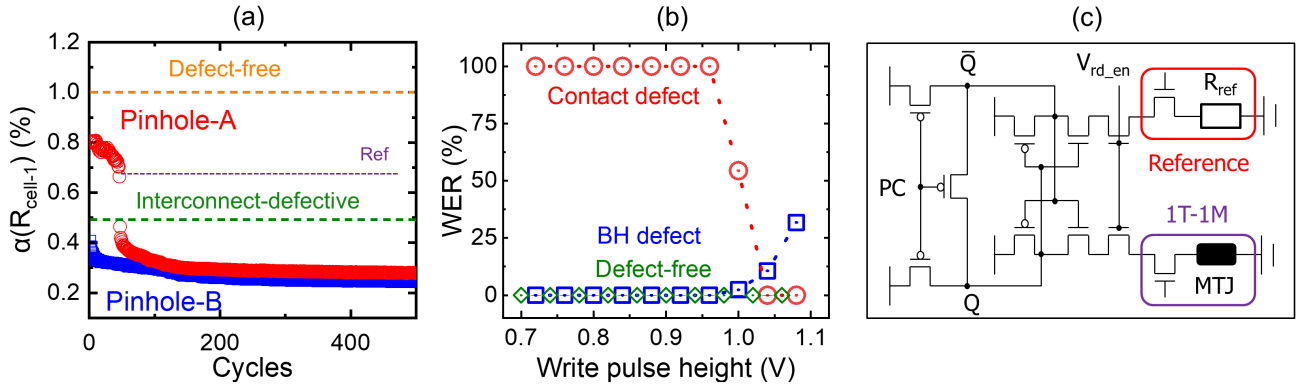 (a)
1.2
1.0
0.8
0.6
0.4
0.2
α(R_cell-1) (%)
Defect-free
Pinhole-A
Ref
Interconnect-defective
Pinhole-B
0
200
400
Cycles
(b)
100
75
50
25
0
WER (%)
Contact defect
BH defect
Defect-free
0.7
0.8
0.9
1.0
1.1
Write pulse height (V)
(c)
Q̅
V_rd_en
R_ref
Reference
PC
1T-1M
MTJ
Q